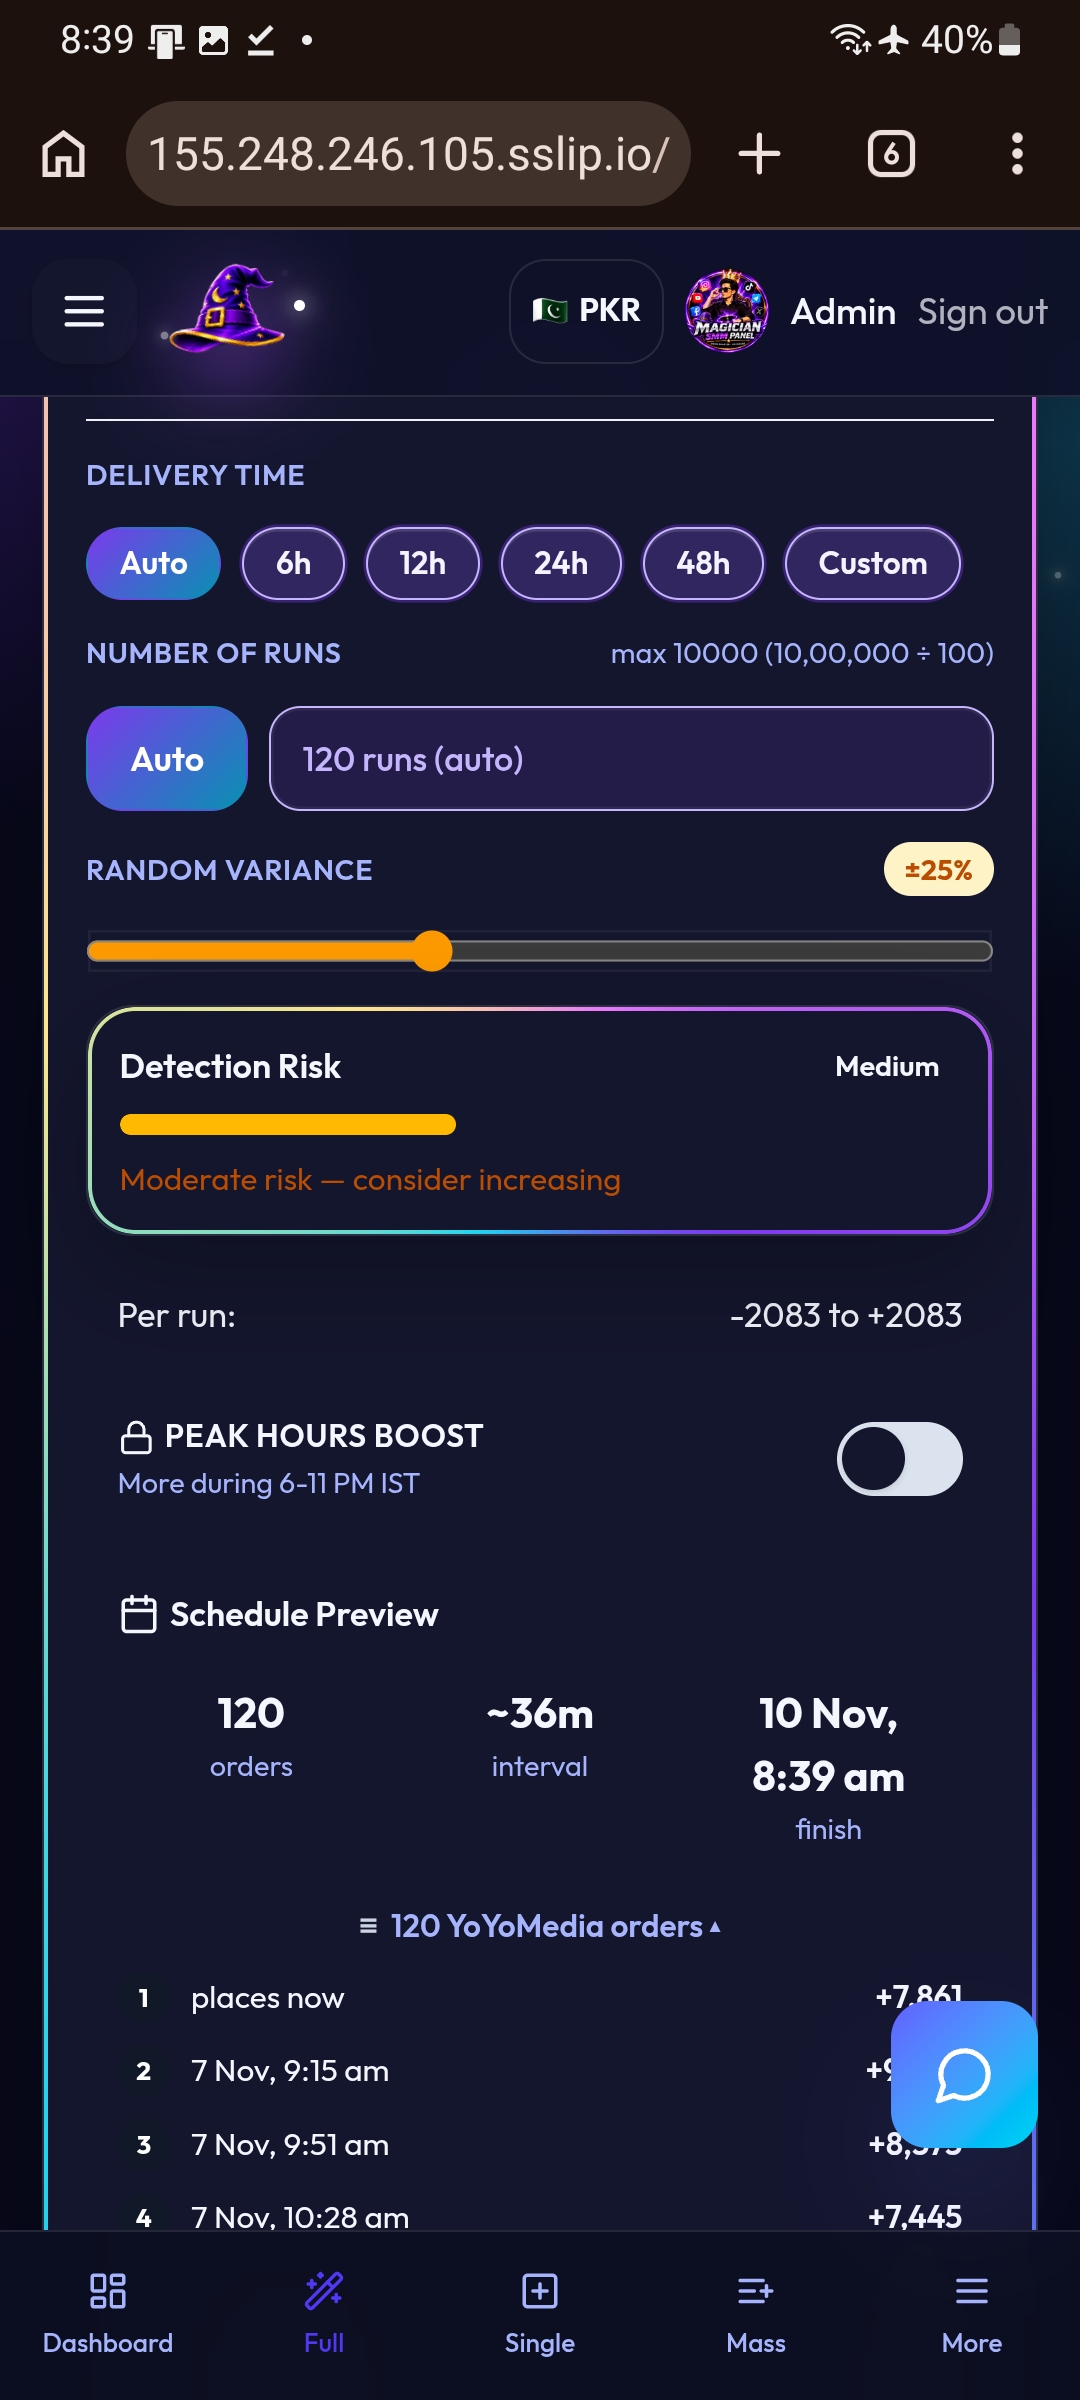 8:39
40%
155.248.246.105.sslip.io/
6
PKR
MAGICIAN
SMM PANEL
Admin
Sign out
DELIVERY TIME
Auto 6h 12h 24h 48h Custom
NUMBER OF RUNS max 10000 (10,00,000 ÷ 100)
Auto 120 runs (auto)
RANDOM VARIANCE ±25%
Detection Risk Medium
Moderate risk — consider increasing
Per run: -2083 to +2083
PEAK HOURS BOOST
More during 6-11 PM IST
Schedule Preview
120 ~36m 10 Nov,
8:39 am
orders interval finish
120 YoYoMedia orders
1 places now +7,861
2 7 Nov, 9:15 am
3 7 Nov, 9:51 am
4 7 Nov, 10:28 am +7,445
Dashboard Full Single Mass More